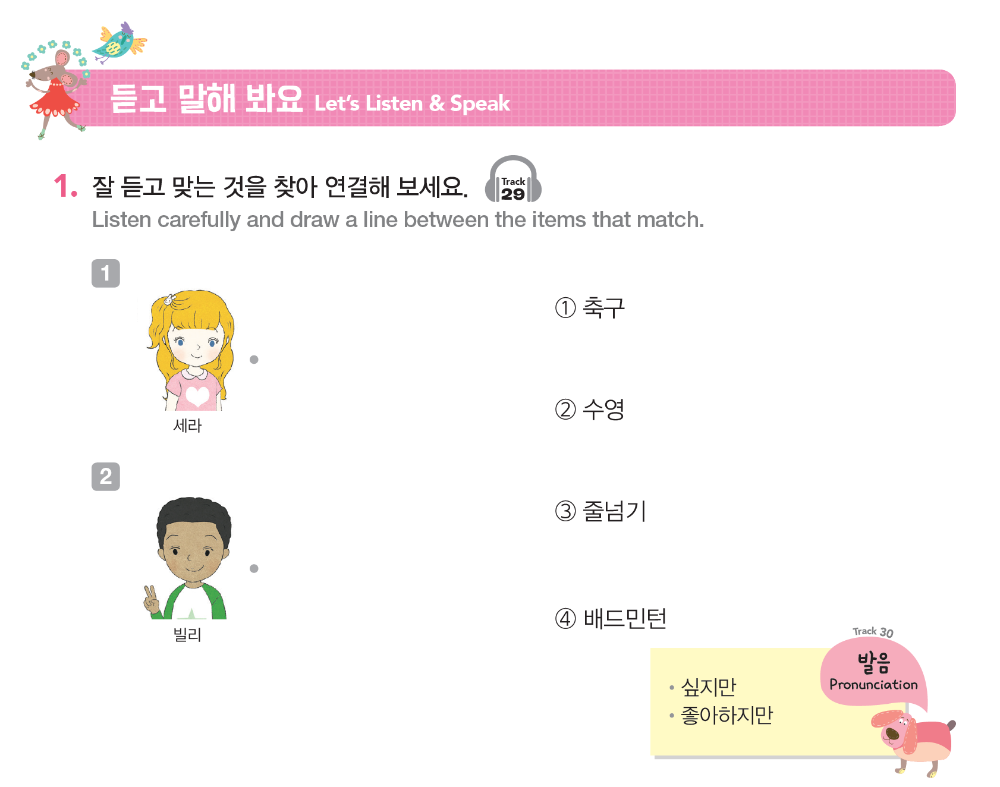 듣고 말해 봐요 Let's Listen & Speak
1. 잘 듣고 맞는 것을 찾아 연결해 보세요. Track 29
Listen carefully and draw a line between the items that match.
1
세라
① 축구
② 수영
2
빌리
③ 줄넘기
④ 배드민턴
Track 30
발음
Pronunciation
• 싶지만
• 좋아하지만